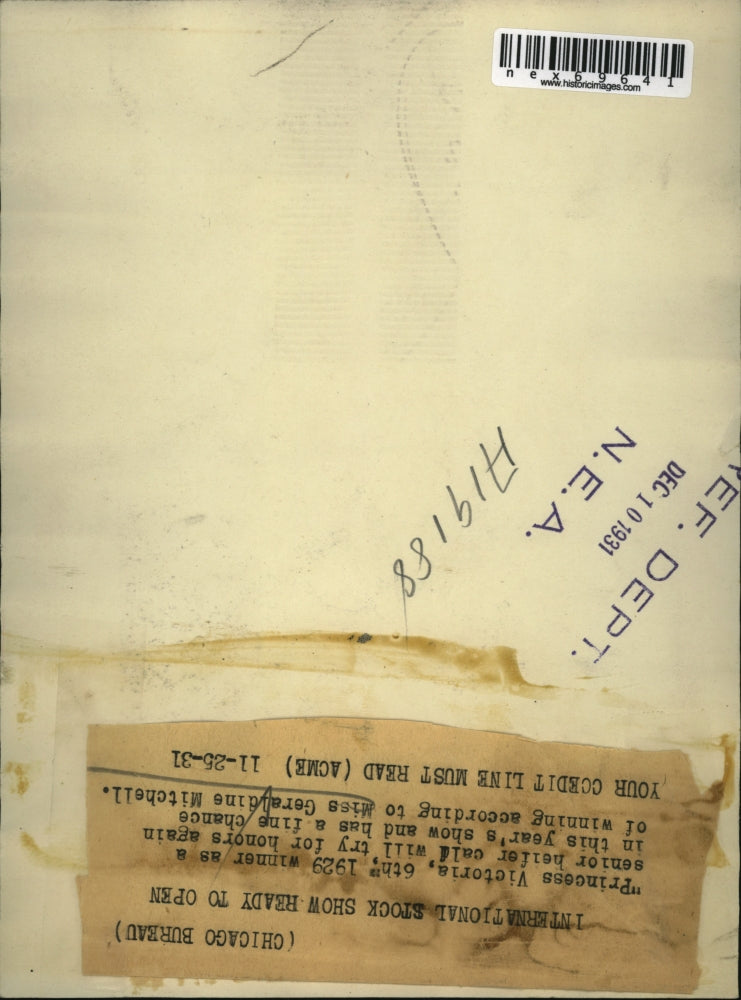 nex69641
www.historicimages.com
A19188
REF. DEPT.
DEC 10 1931
N.E.A.
(CHICAGO BUREAU)
INTERNATIONAL STOCK SHOW READY TO OPEN
"Princess Victoria, 6th" 1929 winner as a
senior heifer cald will, try for honors again
in this year's show and has a fine chance
of winning according to Miss Geraldine Mitchell.
YOUR CCEDIT LINE MUST READ (ACME) 11-25-31